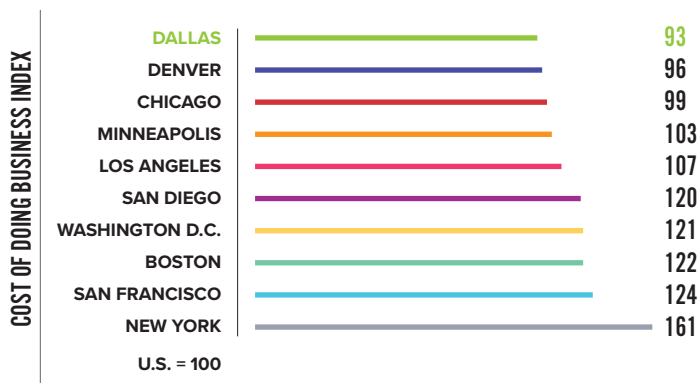 COST OF DOING BUSINESS INDEX
DALLAS 93
DENVER 96
CHICAGO 99
MINNEAPOLIS 103
LOS ANGELES 107
SAN DIEGO 120
WASHINGTON D.C. 121
BOSTON 122
SAN FRANCISCO 124
NEW YORK 161
U.S. = 100